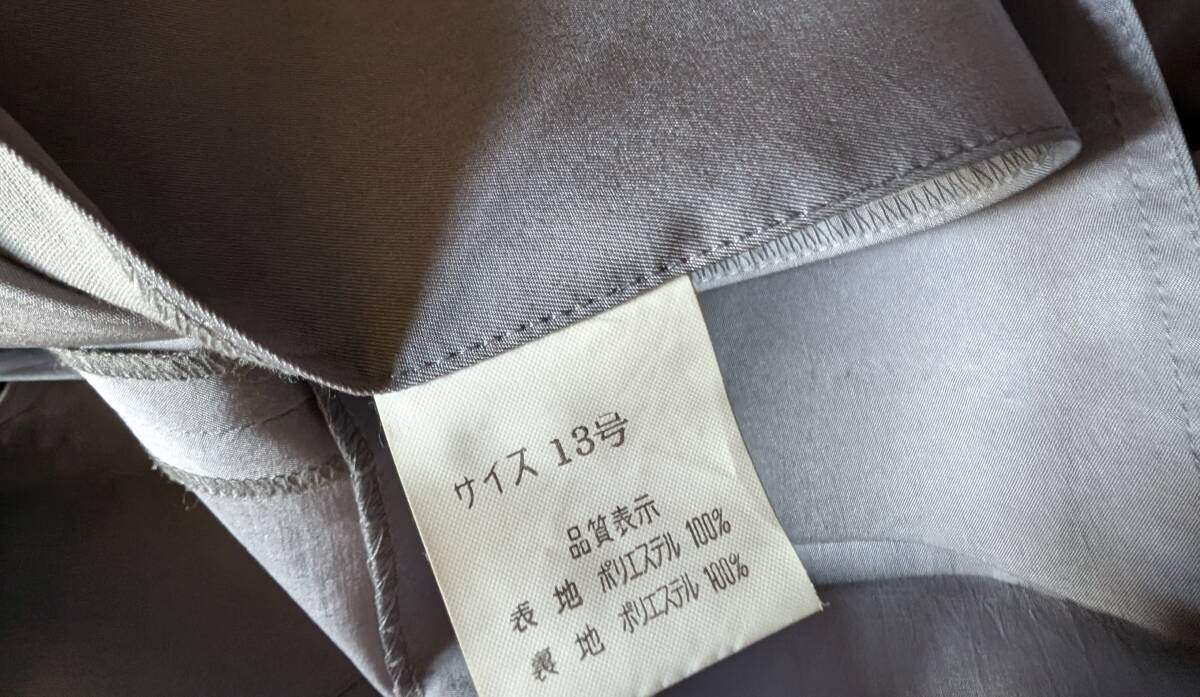 サイズ 13号
品質表示
表 地 ポリエステル 100%
裏 地 ポリエステル 100%